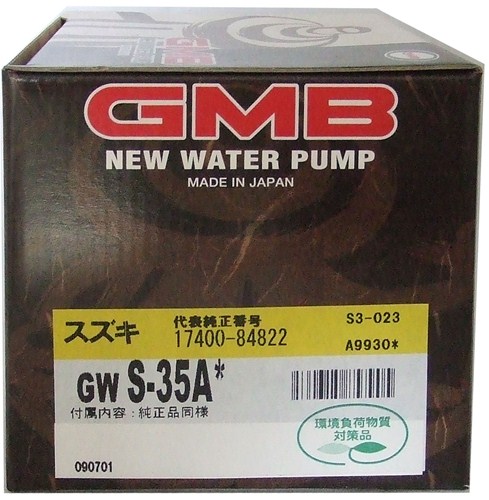 GMB
NEW WATER PUMP
MADE IN JAPAN
スズキ
代表純正番号
17400-84822
S3-023
A9930*
GW S-35A*
付属内容:純正品同様
環境負荷物質
対策品
090701